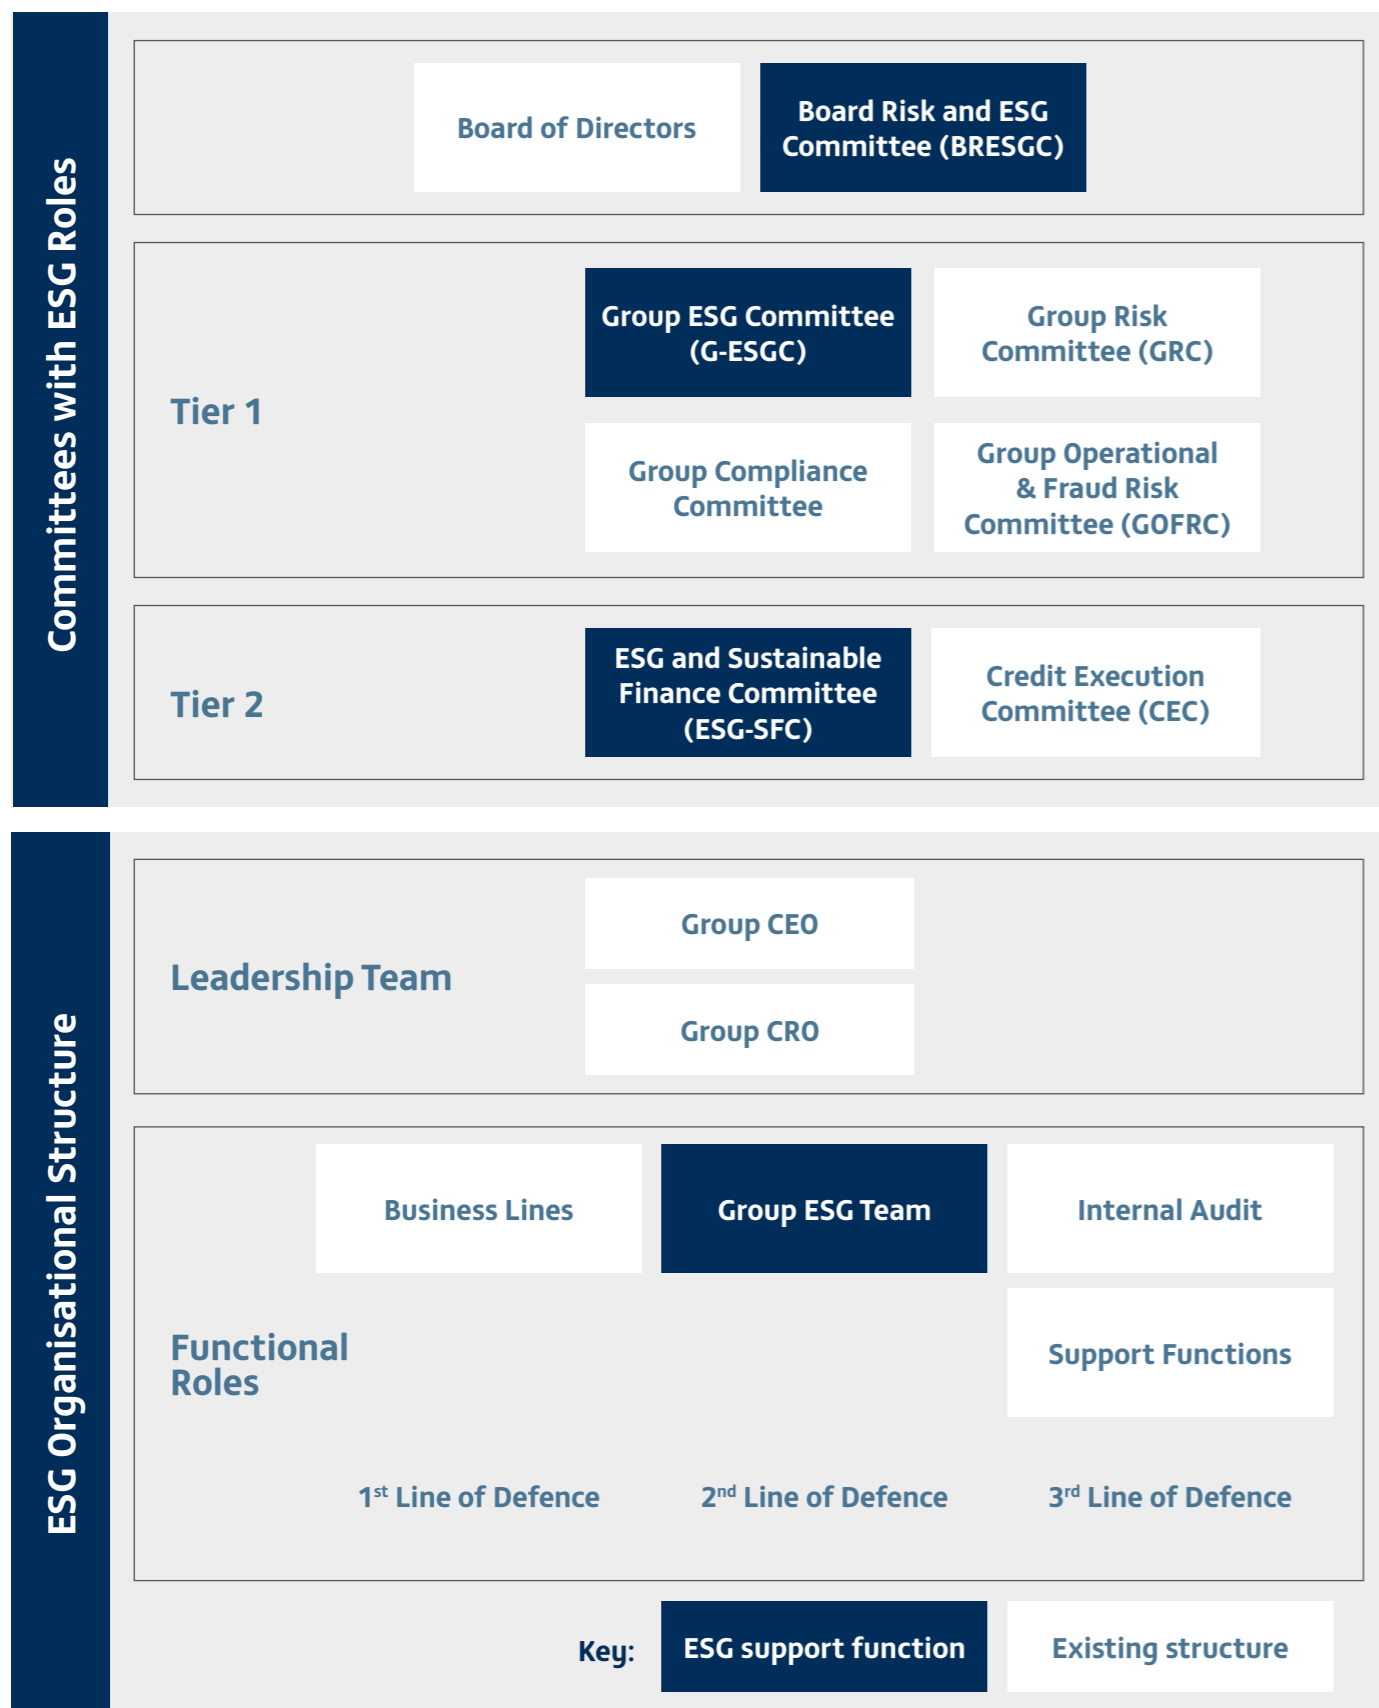 Committees with ESG Roles
Board of Directors
Board Risk and ESG
Committee (BRESGC)
Tier 1
Group ESG Committee
(G-ESGC)
Group Risk
Committee (GRC)
Group Compliance
Committee
Group Operational
& Fraud Risk
Committee (GOFRC)
Tier 2
ESG and Sustainable
Finance Committee
(ESG-SFC)
Credit Execution
Committee (CEC)
ESG Organisational Structure
Leadership Team
Group CEO
Group CRO
Functional
Roles
Business Lines
Group ESG Team
Internal Audit
Support Functions
1st Line of Defence
2nd Line of Defence
3rd Line of Defence
Key:
ESG support function
Existing structure